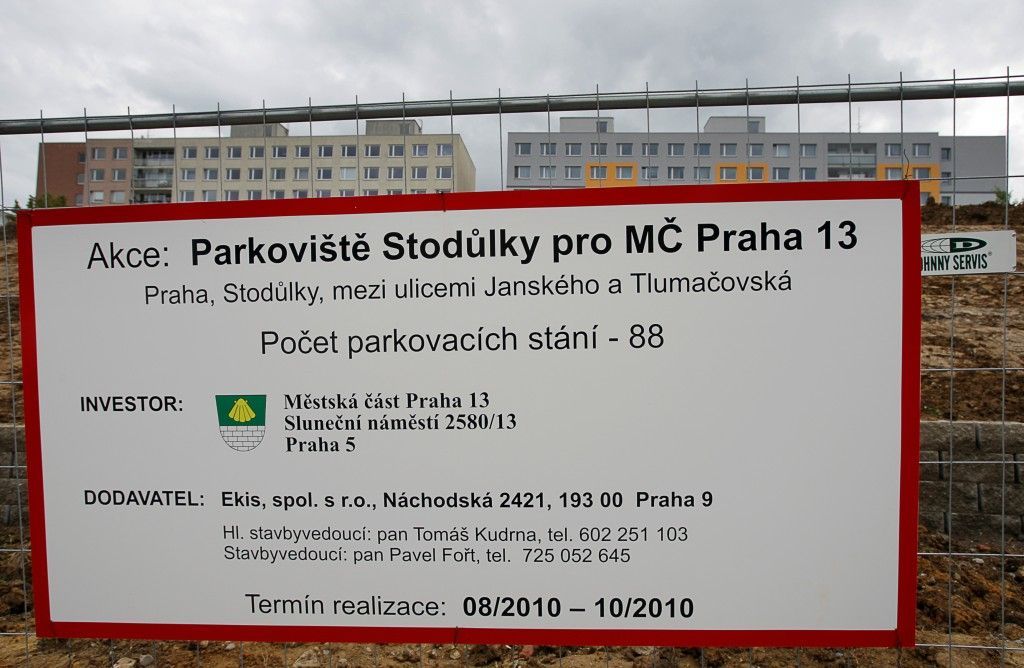 Akce: Parkoviště Stodůlky pro MČ Praha 13
Praha, Stodůlky, mezi ulicemi Janského a Tlumačovská
Počet parkovacích stání - 88
INVESTOR: Městská část Praha 13
Sluneční náměstí 2580/13
Praha 5
DODAVATEL: Ekis, spol. s r.o., Náchodská 2421, 193 00 Praha 9
Hl. stavbyvedoucí: pan Tomáš Kudrna, tel. 602 251 103
Stavbyvedoucí: pan Pavel Fořt, tel. 725 052 645
Termín realizace: 08/2010 – 10/2010
OHNNY SERVIS